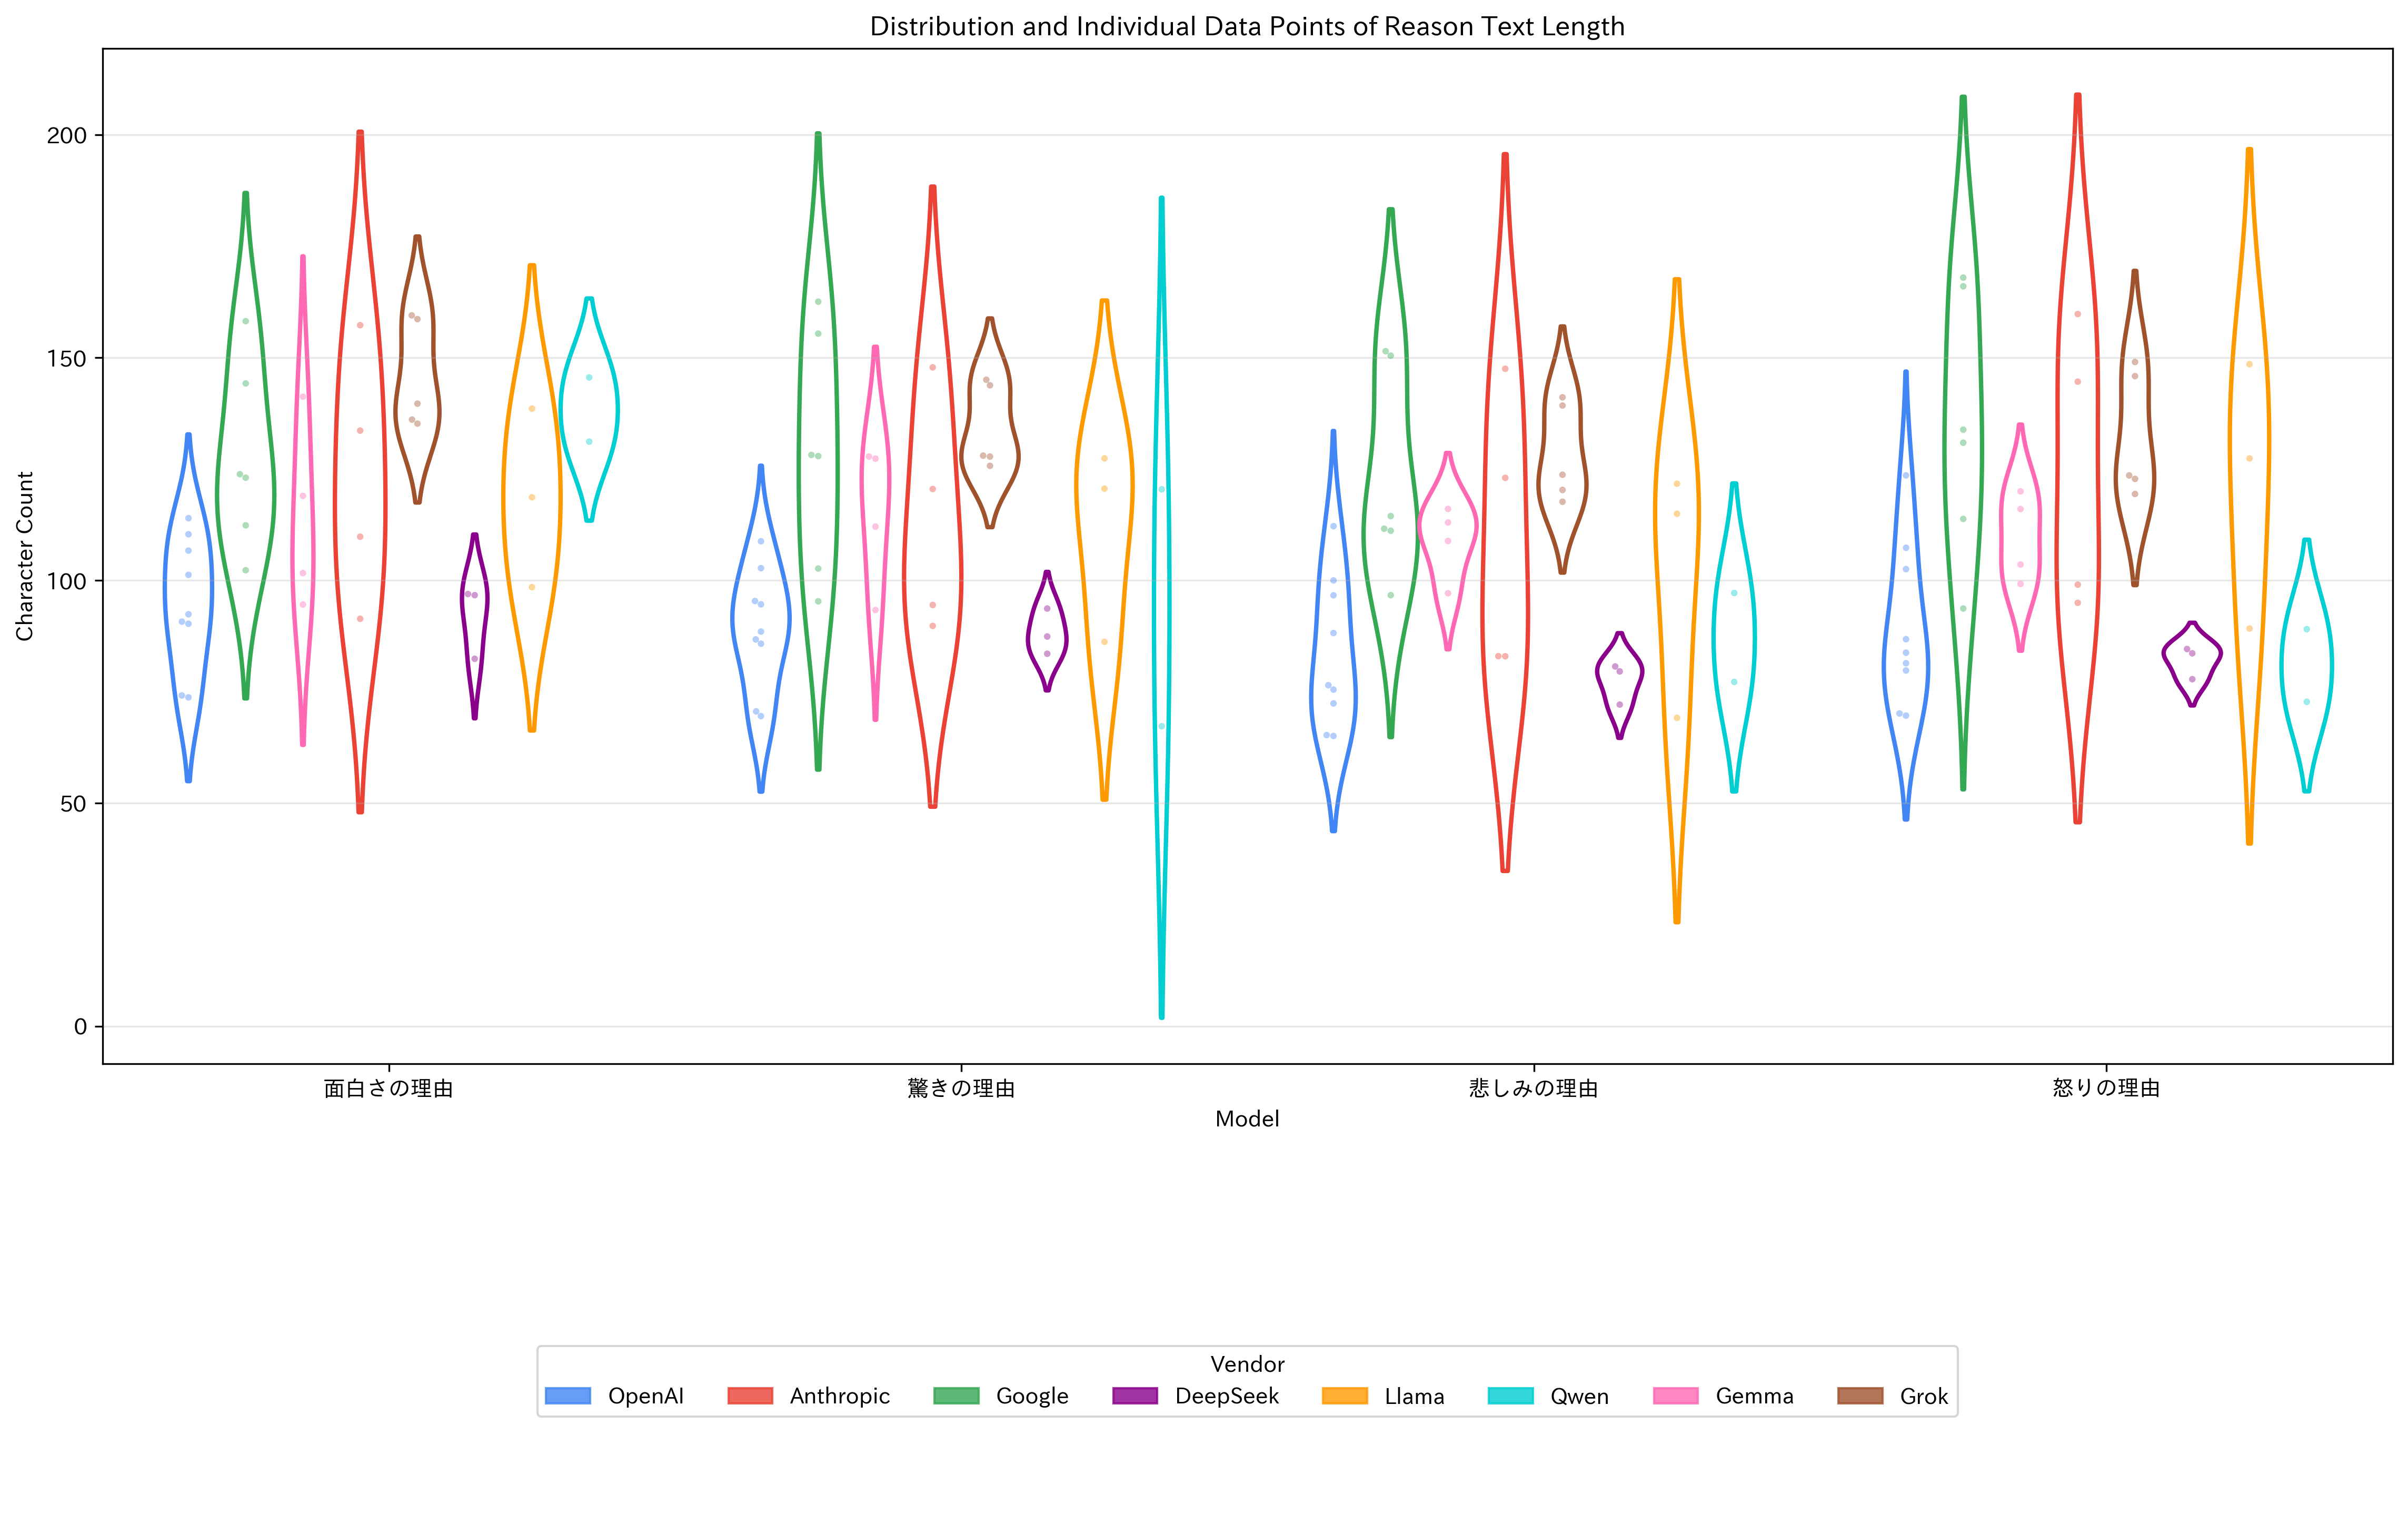 Distribution and Individual Data Points of Reason Text Length
Character Count
200
150
100
50
0
面白さの理由 驚きの理由 悲しみの理由 怒りの理由
Model
Vendor
OpenAI Anthropic Google DeepSeek Llama Qwen Gemma Grok